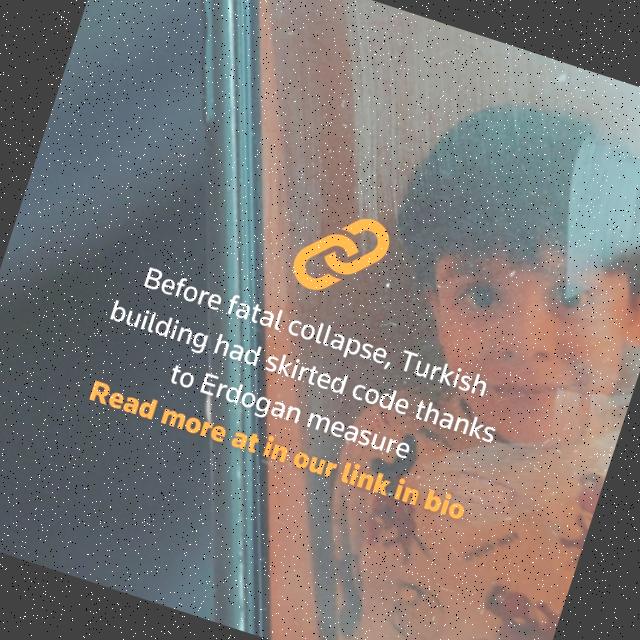 Before fatal collapse, Turkish
building had skirted code thanks
to Erdogan measure
Read more at in our link in bio